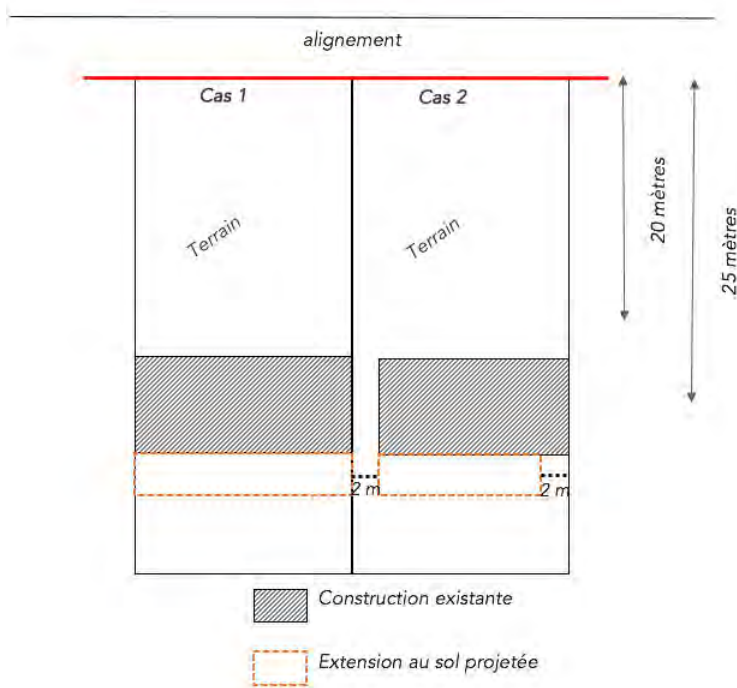 alignement
Cas 1
Cas 2
Terrain
Terrain
20 mètres
25 mètres
2 m
2 m
Construction existante
Extension au sol projetée